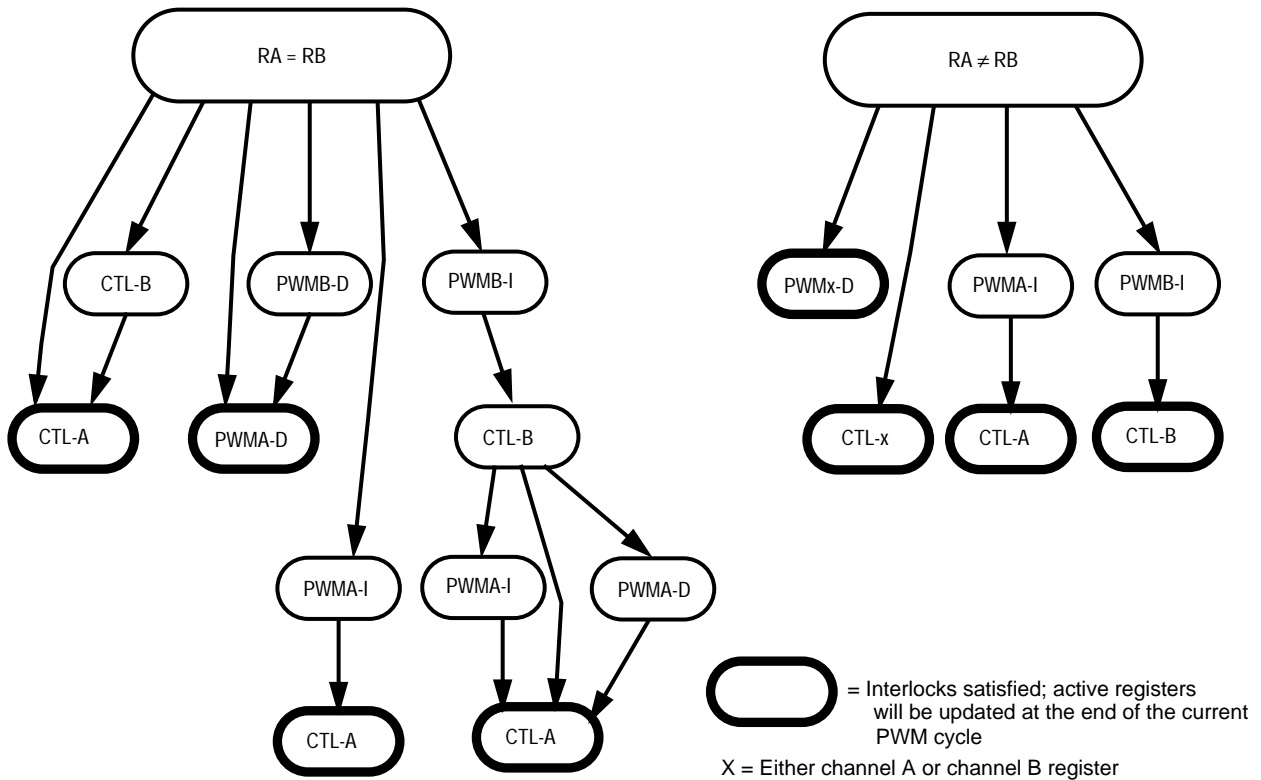 RA = RB
RA ≠ RB
CTL-B
PWMB-D
PWMB-I
PWMx-D
PWMA-I
PWMB-I
CTL-A
PWMA-D
CTL-B
CTL-x
CTL-A
CTL-B
PWMA-I
PWMA-I
PWMA-D
CTL-A
CTL-A
= Interlocks satisfied; active registers
will be updated at the end of the current
PWM cycle
X = Either channel A or channel B register